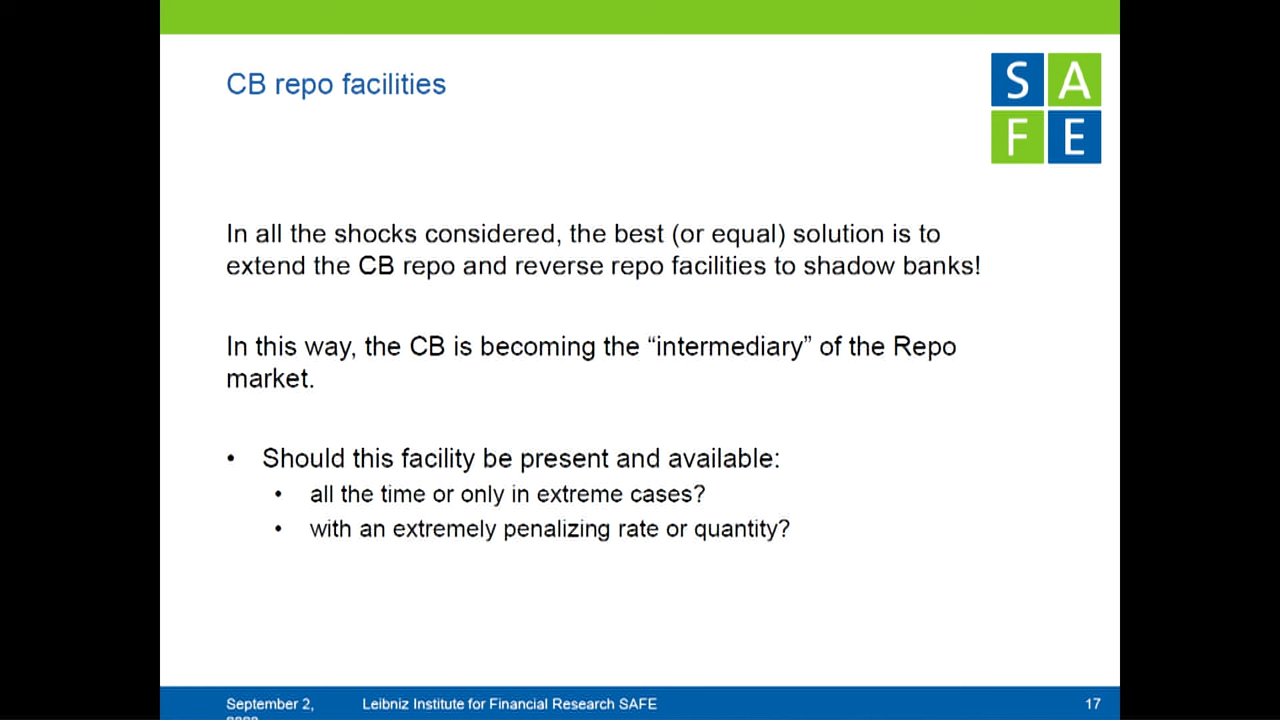 CB repo facilities
S A
F E
In all the shocks considered, the best (or equal) solution is to
extend the CB repo and reverse repo facilities to shadow banks!
In this way, the CB is becoming the “intermediary” of the Repo
market.
• Should this facility be present and available:
• all the time or only in extreme cases?
• with an extremely penalizing rate or quantity?
September 2,
Leibniz Institute for Financial Research SAFE
17